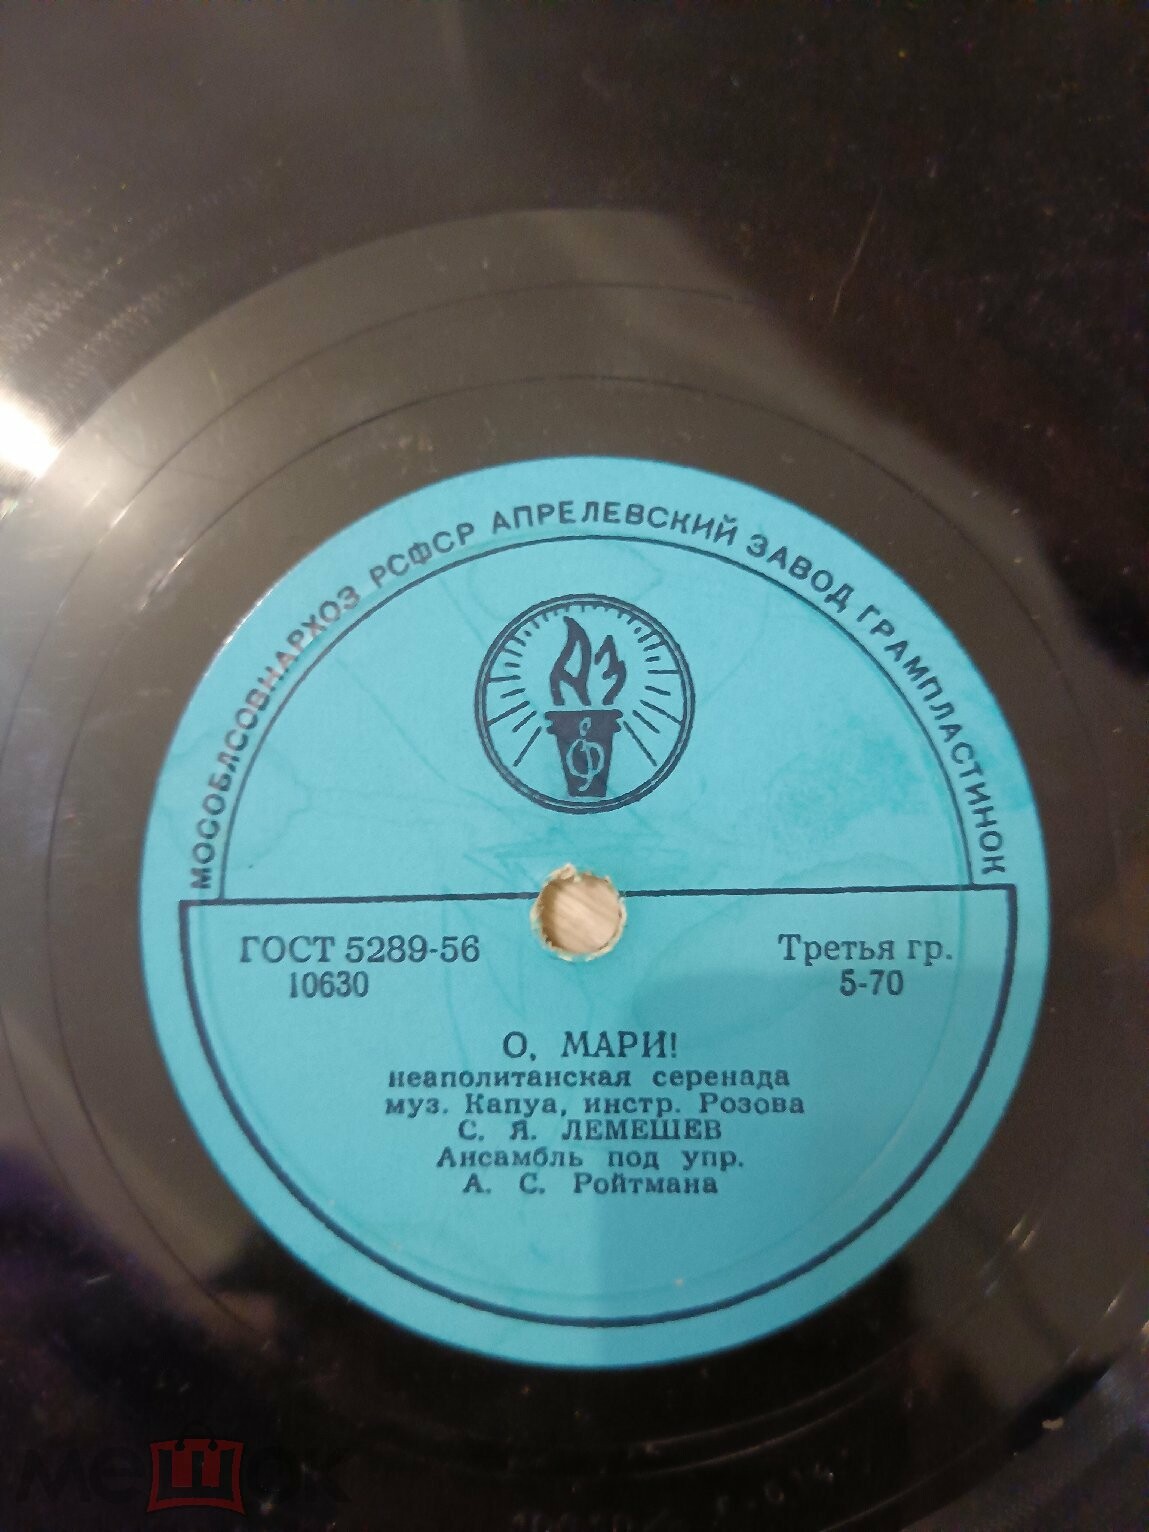 МОСОБЛСОВНАРХОЗ РСФСР АПРЕЛЕВСКИЙ ЗАВОД ГРАМПЛАСТИНОК
АЗ
ГОСТ 5289-56
10630
Третья гр.
5-70
О, МАРИ!
неаполитанская серенада
муз. Капуа, инстр. Розова
С. Я. ЛЕМЕШЕВ
Ансамбль под упр.
А. С. Ройтмана
мешок